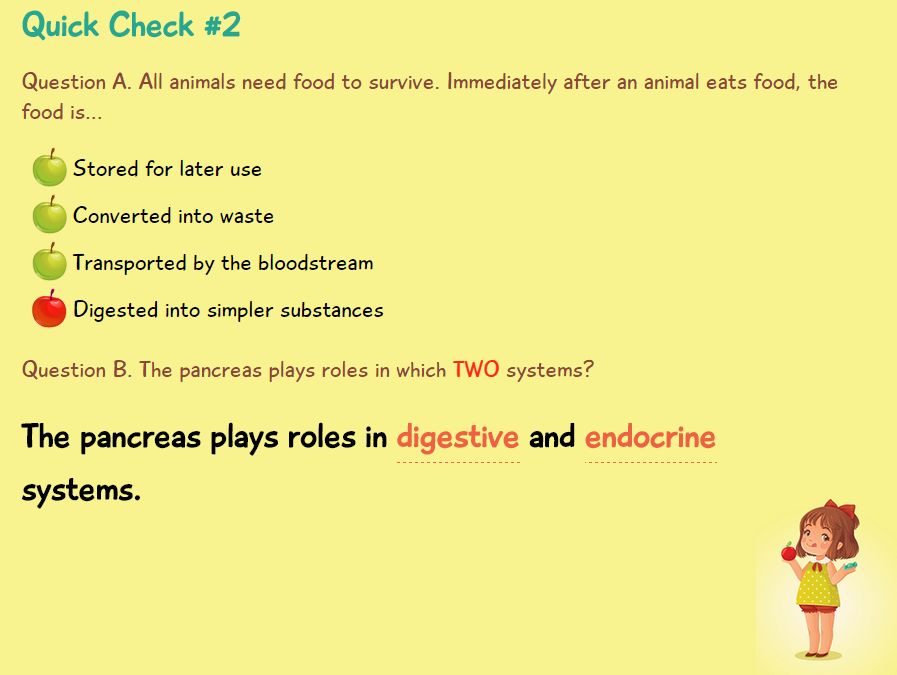 Quick Check #2
Question A. All animals need food to survive. Immediately after an animal eats food, the
food is...
Stored for later use
Converted into waste
Transported by the bloodstream
Digested into simpler substances
Question B. The pancreas plays roles in which TWO systems?
The pancreas plays roles in digestive and endocrine
systems.